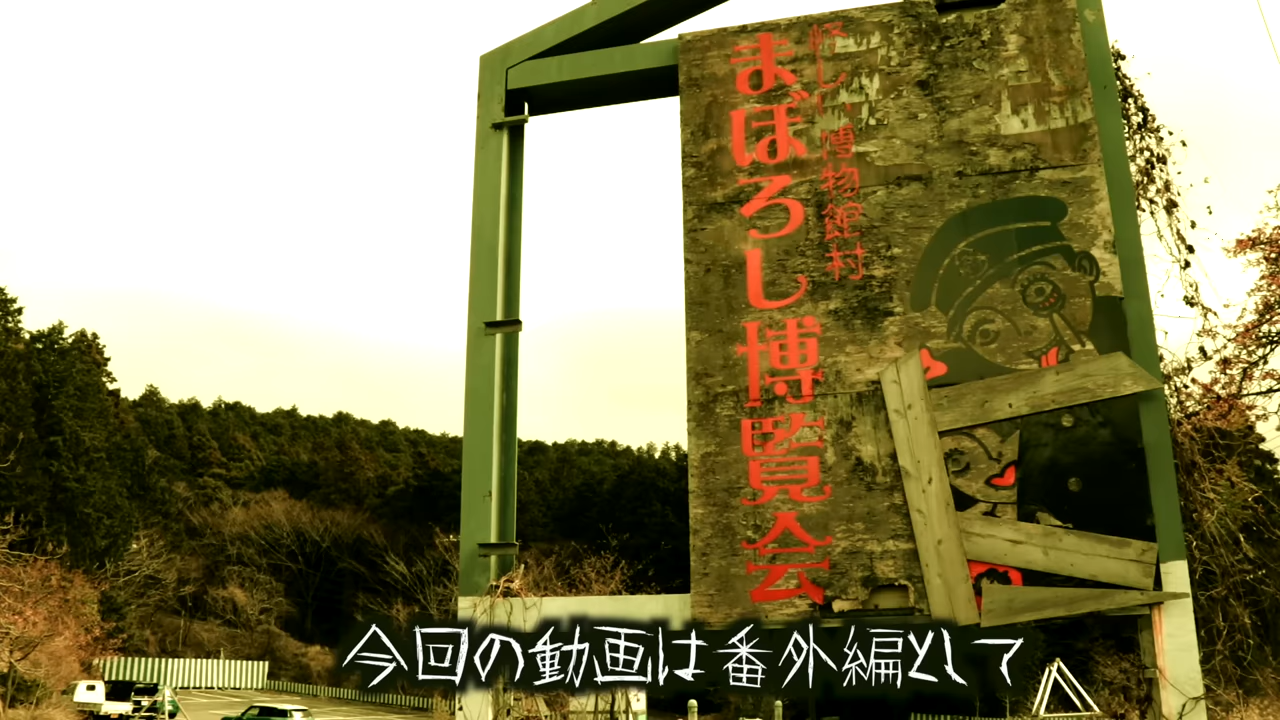 怪しい博物館村
まぼろし博覧会
今回の動画は番外編として